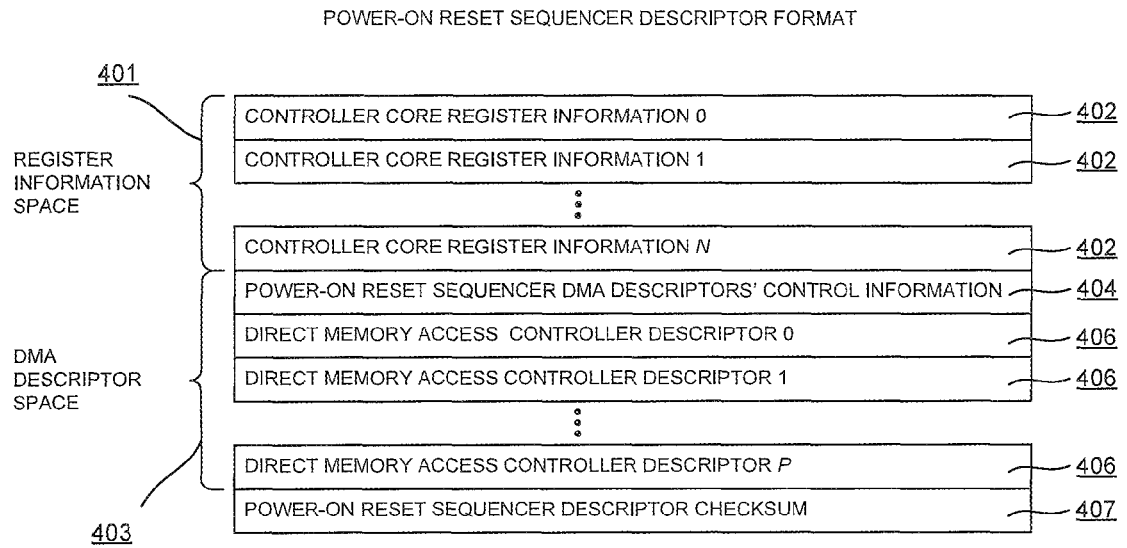 POWER-ON RESET SEQUENCER DESCRIPTOR FORMAT
401
REGISTER
INFORMATION
SPACE
CONTROLLER CORE REGISTER INFORMATION 0
402
CONTROLLER CORE REGISTER INFORMATION 1
402
CONTROLLER CORE REGISTER INFORMATION N
402
POWER-ON RESET SEQUENCER DMA DESCRIPTORS' CONTROL INFORMATION
404
DMA
DESCRIPTOR
SPACE
DIRECT MEMORY ACCESS CONTROLLER DESCRIPTOR 0
406
DIRECT MEMORY ACCESS CONTROLLER DESCRIPTOR 1
406
DIRECT MEMORY ACCESS CONTROLLER DESCRIPTOR P
406
POWER-ON RESET SEQUENCER DESCRIPTOR CHECKSUM
407
403